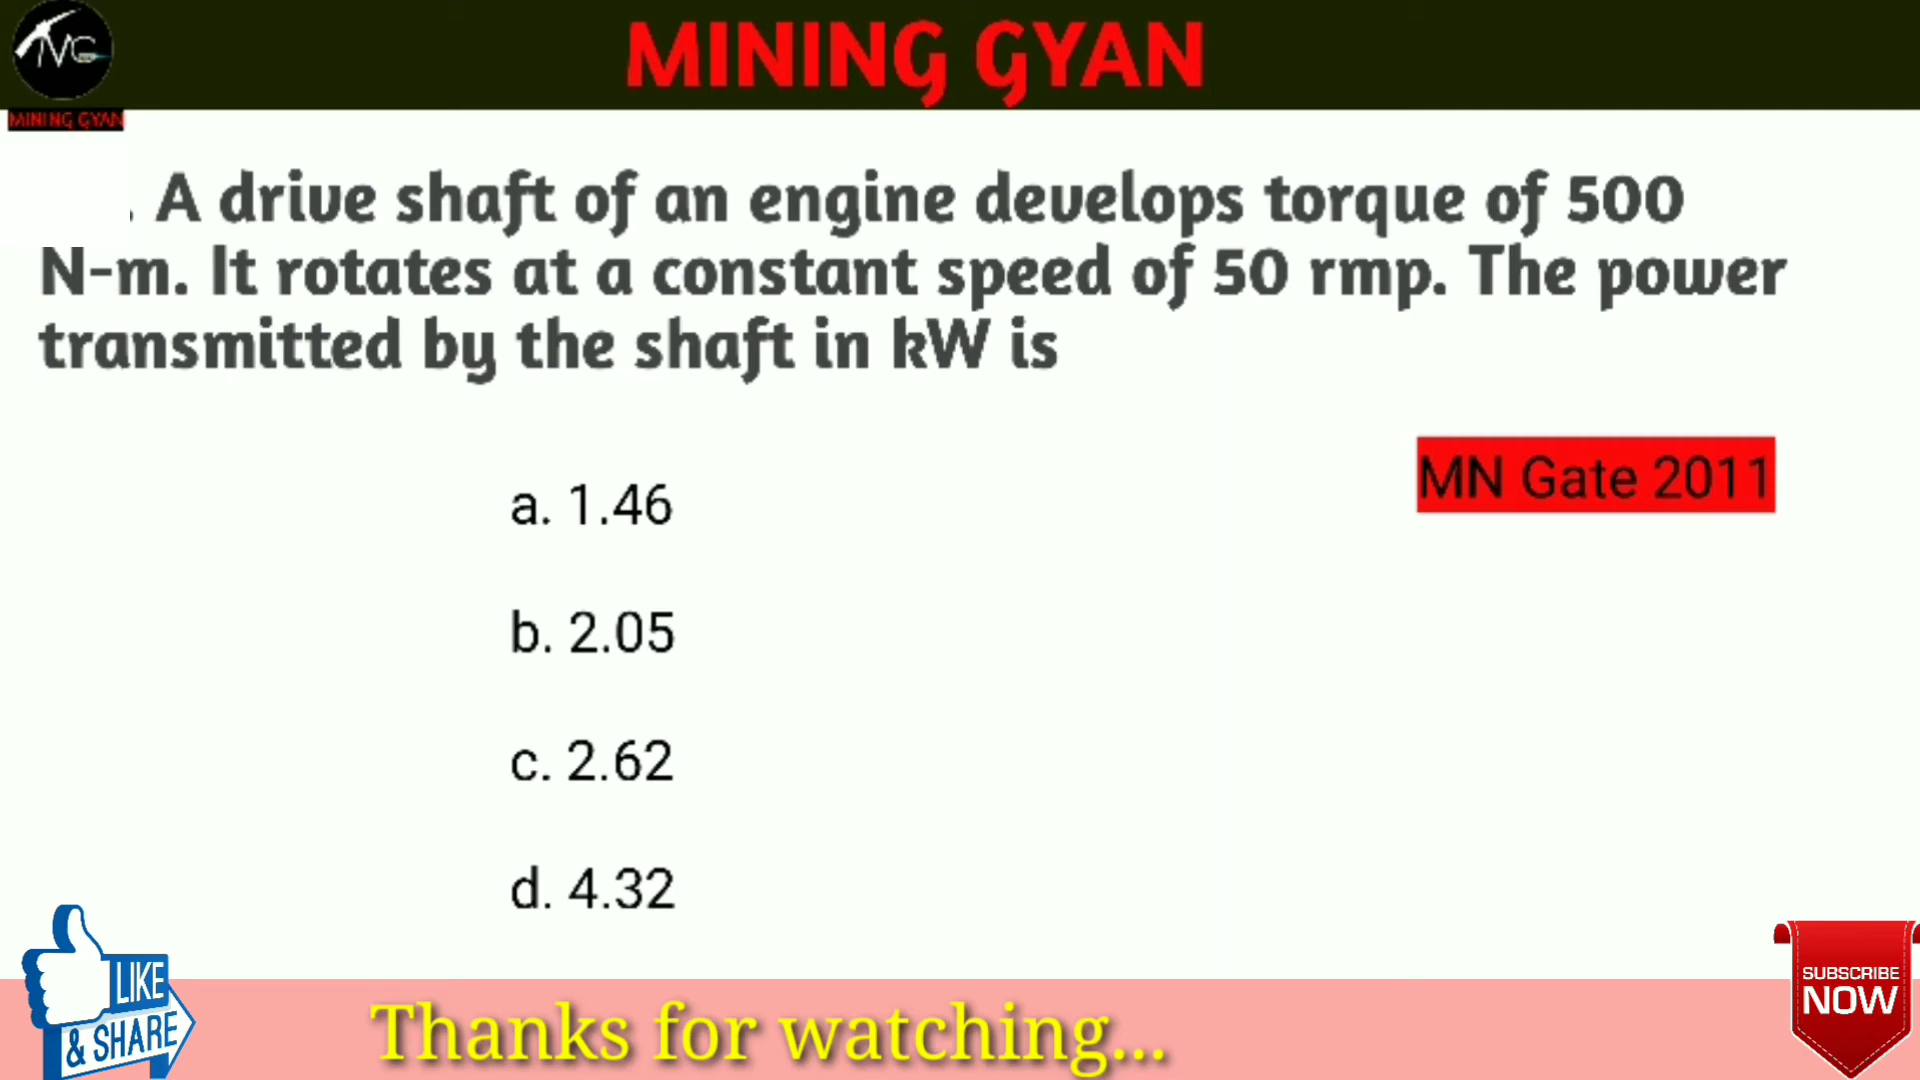 MINING GYAN
MINING GYAN
. A drive shaft of an engine develops torque of 500
N-m. It rotates at a constant speed of 50 rmp. The power
transmitted by the shaft in kW is
MN Gate 2011
a. 1.46
b. 2.05
c. 2.62
d. 4.32
LIKE
& SHARE
Thanks for watching...
SUBSCRIBE
NOW